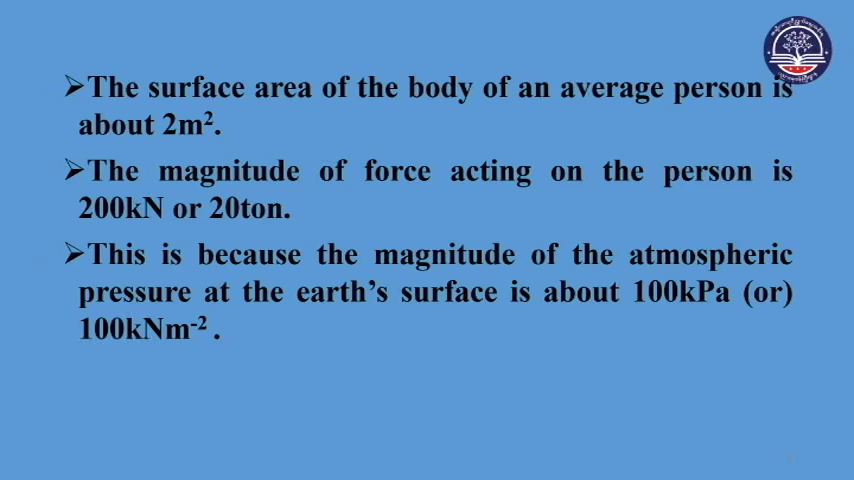 ➢The surface area of the body of an average person is
about 2m².
➢The magnitude of force acting on the person is
200kN or 20ton.
➢This is because the magnitude of the atmospheric
pressure at the earth's surface is about 100kPa (or)
100kNm⁻² .